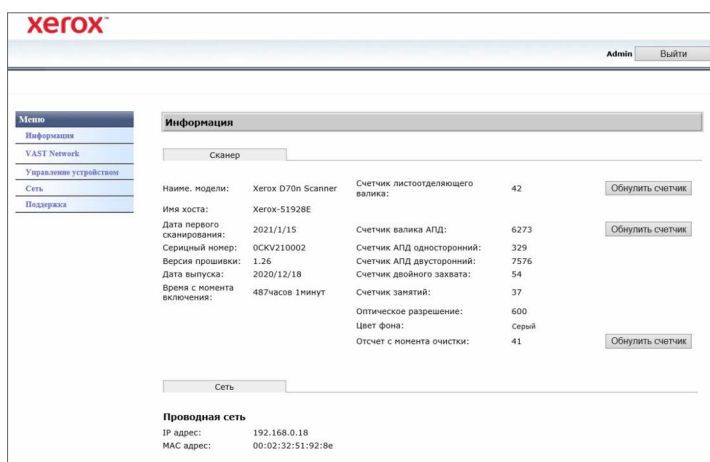 xerox™
Admin Выйти
Меню
Информация
VAST Network
Управление устройством
Сеть
Поддержка
Информация
Сканер
Наиме. модели: Xerox D70n Scanner Счетчик листоотделяющего валика: 42 Обнулить счетчик
Имя хоста: Xerox-51928E
Дата первого сканирования: 2021/1/15 Счетчик валика АПД: 6273 Обнулить счетчик
Серицный номер: 0CKV210002 Счетчик АПД односторонний: 329
Версия прошивки: 1.26 Счетчик АПД двусторонний: 7576
Дата выпуска: 2020/12/18 Счетчик двойного захвата: 54
Время с момента включения: 487часов 1минут Счетчик замятий: 37
Оптическое разрешение: 600
Цвет фона: Серый
Отсчет с момента очистки: 41 Обнулить счетчик
Сеть
Проводная сеть
IP адрес: 192.168.0.18
MAC адрес: 00:02:32:51:92:8e